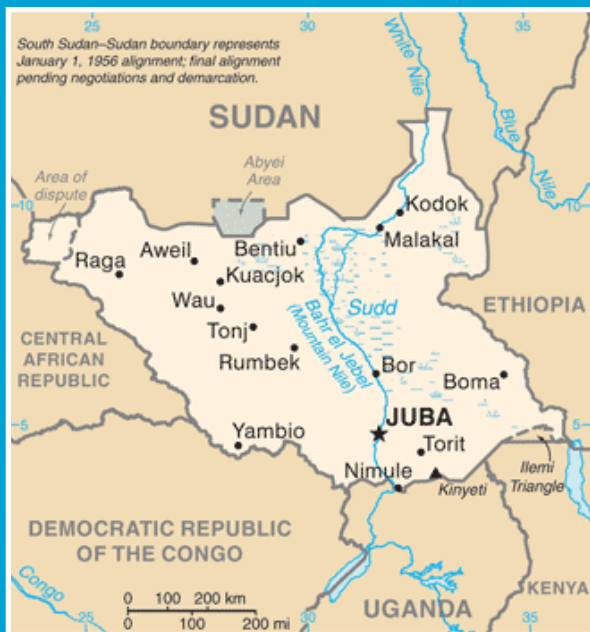 25
30
35
South Sudan–Sudan boundary represents
January 1, 1956 alignment; final alignment
pending negotiations and demarcation.
White Nile
SUDAN
Blue
Nile
Area of
dispute
Abyei
Area
10
10
Kodok
Malakal
Bentiu
Aweil
Raga
Kuacjok
Wau
Sudd
ETHIOPIA
Tonj
Bahr el Jebel
(Mountain Nile)
CENTRAL
AFRICAN
REPUBLIC
Rumbek
Bor
Boma
JUBA
5
5
Yambio
Torit
Nimule
Kinyeti
Ilemi
Triangle
DEMOCRATIC REPUBLIC
OF THE CONGO
Congo
0 100 200 km
0 100 200 mi
UGANDA
KENYA
25
30
35